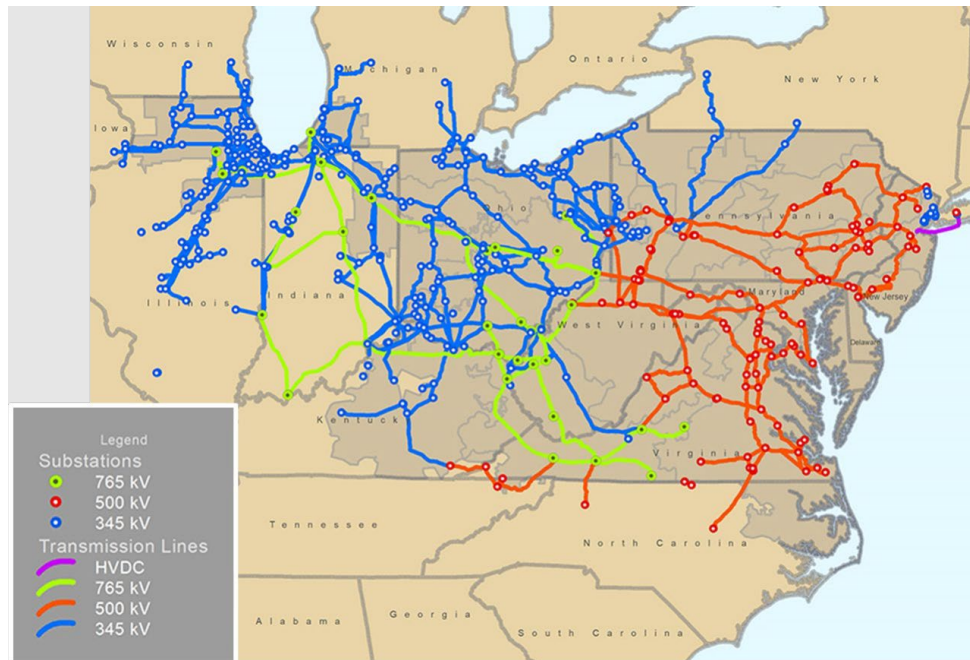 Wisconsin
Michigan
Ontario
New York
Iowa
Ohio
Pennsylvania
Illinois
Indiana
Maryland
New Jersey
West Virginia
Delaware
Kentucky
Virginia
Legend
Substations
765 kV
500 kV
345 kV
Transmission Lines
HVDC
765 kV
500 kV
345 kV
Tennessee
North Carolina
Alabama
Georgia
South Carolina